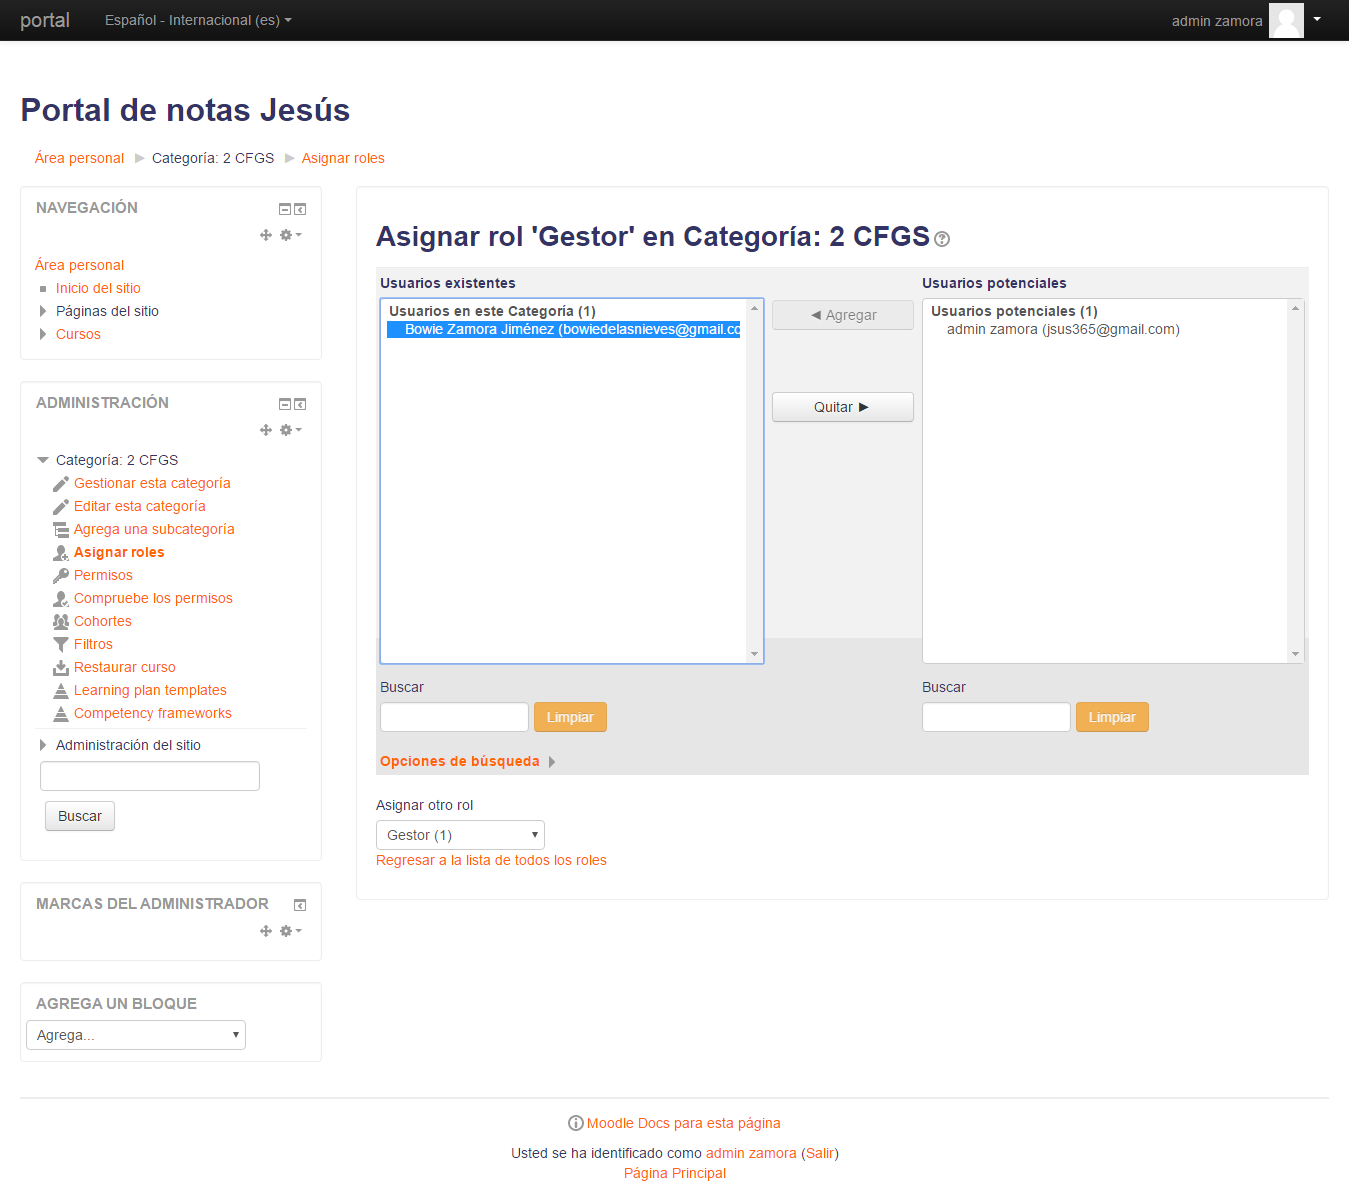 portal
Español - Internacional (es)
admin zamora
Portal de notas Jesús
Área personal
Categoría: 2 CFGS
Asignar roles
NAVEGACIÓN
Área personal
Inicio del sitio
Páginas del sitio
Cursos
ADMINISTRACIÓN
Categoría: 2 CFGS
Gestionar esta categoría
Editar esta categoría
Agrega una subcategoría
Asignar roles
Permisos
Compruebe los permisos
Cohortes
Filtros
Restaurar curso
Learning plan templates
Competency frameworks
Administración del sitio
Buscar
MARCAS DEL ADMINISTRADOR
AGREGA UN BLOQUE
Agrega...
Asignar rol 'Gestor' en Categoría: 2 CFGS
Usuarios existentes
Usuarios en este Categoría (1)
Bowie Zamora Jiménez (bowiedelasnieves@gmail.co
◄ Agregar
Quitar ►
Usuarios potenciales
Usuarios potenciales (1)
admin zamora (jsus365@gmail.com)
Buscar
Limpiar
Buscar
Limpiar
Opciones de búsqueda
Asignar otro rol
Gestor (1)
Regresar a la lista de todos los roles
Moodle Docs para esta página
Usted se ha identificado como admin zamora (Salir)
Página Principal